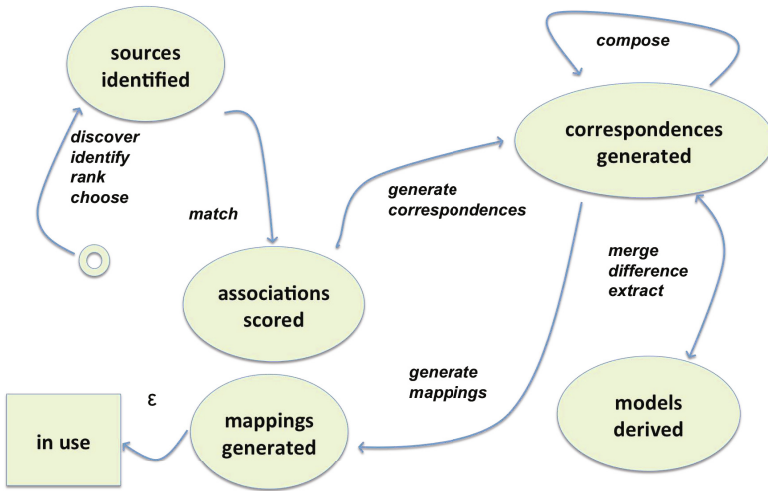 sources
identified
discover
identify
rank
choose
match
associations
scored
generate
correspondences
compose
correspondences
generated
merge
difference
extract
models
derived
generate
mappings
mappings
generated
ε
in use